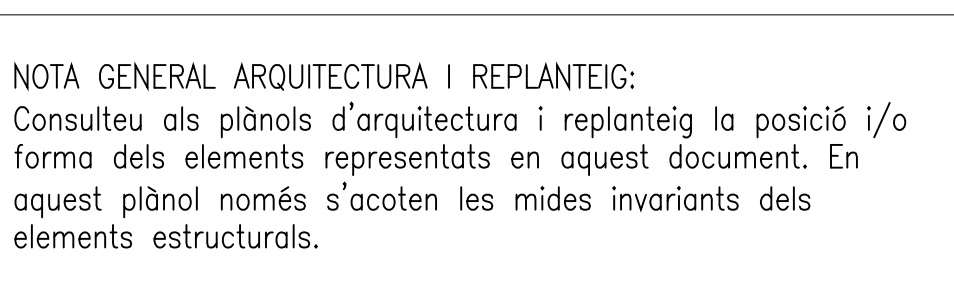 NOTA GENERAL ARQUITECTURA I REPLANTEIG:
Consulteu als plànols d'arquitectura i replanteig la posició i/o
forma dels elements representats en aquest document. En
aquest plànol només s'acoten les mides invariants dels
elements estructurals.